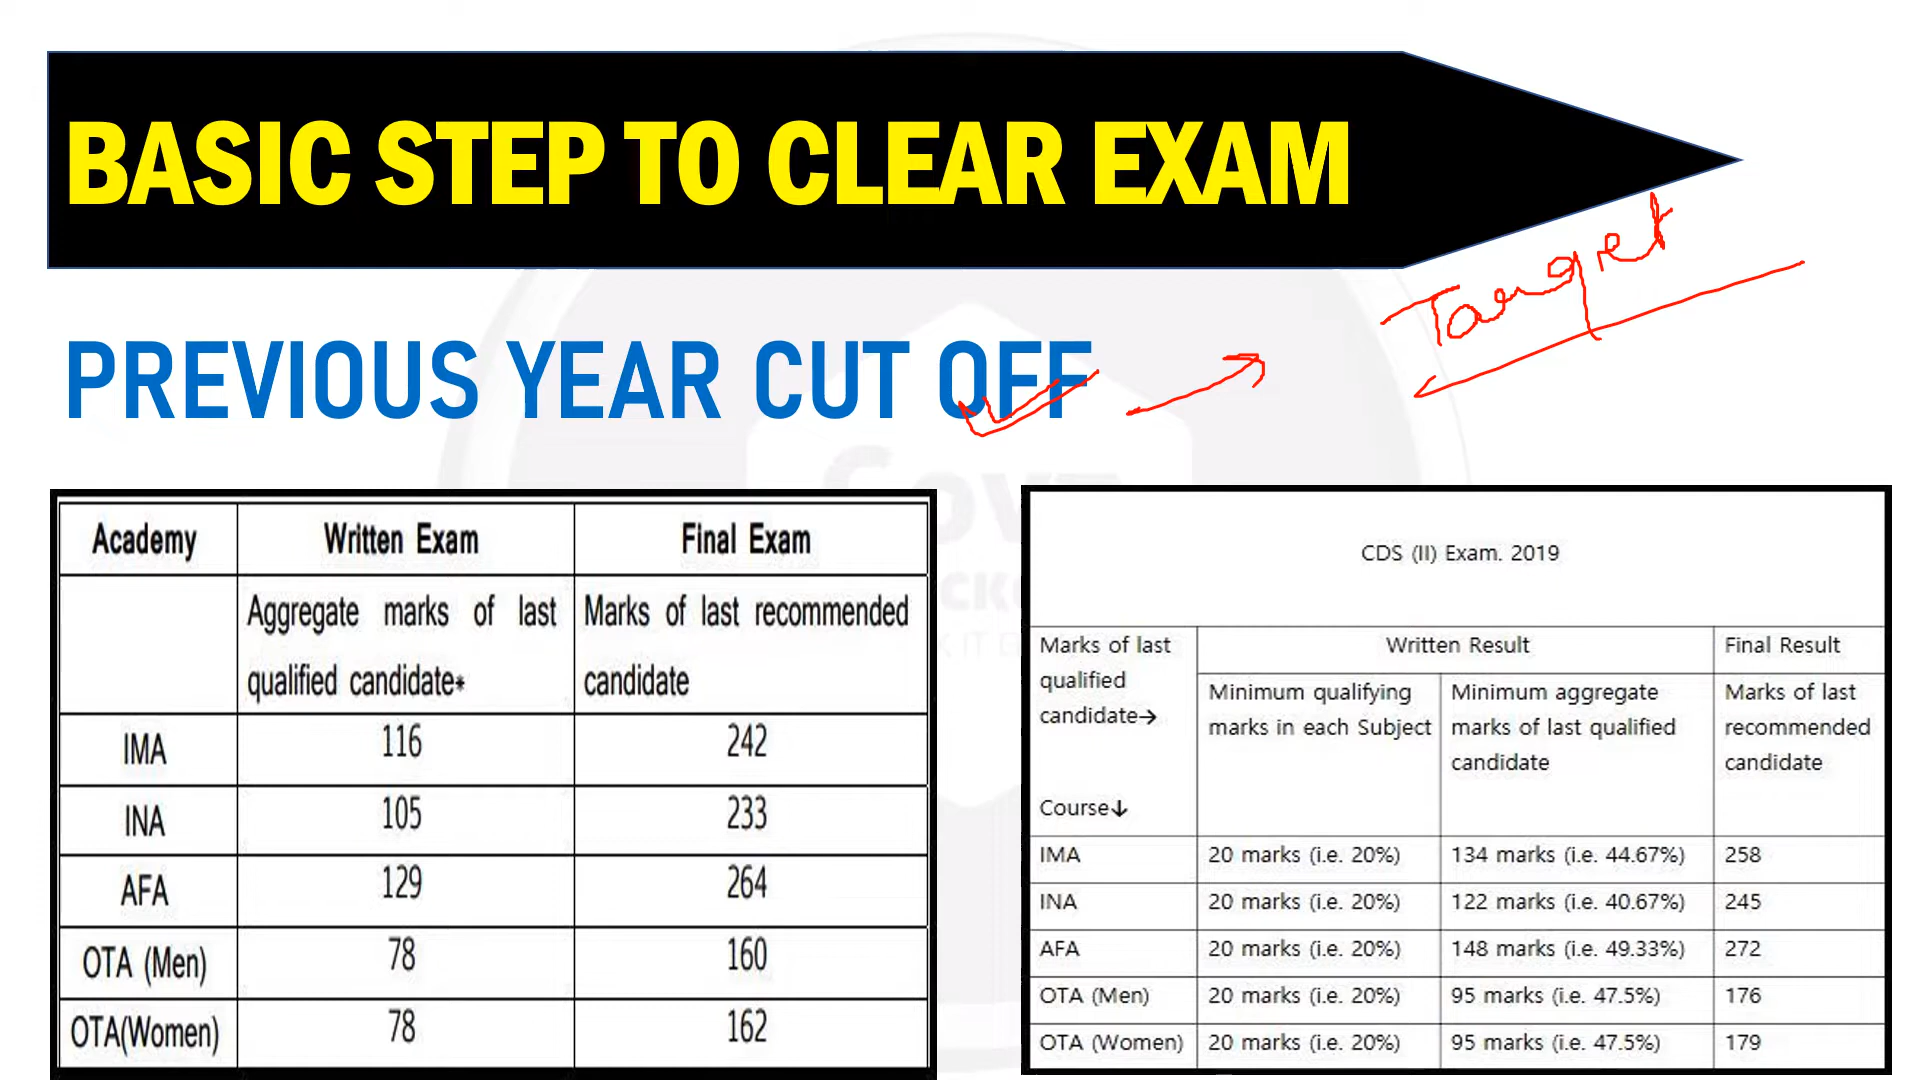 BASIC STEP TO CLEAR EXAM
Target
PREVIOUS YEAR CUT OFF
Academy Written Exam Final Exam
Aggregate marks of last Marks of last recommended
qualified candidate* candidate
IMA 116 242
INA 105 233
AFA 129 264
OTA (Men) 78 160
OTA(Women) 78 162
CDS (II) Exam. 2019
Marks of last Written Result Final Result
qualified Minimum qualifying Minimum aggregate Marks of last
candidate→ marks in each Subject marks of last qualified recommended
candidate candidate
Course↓
IMA 20 marks (i.e. 20%) 134 marks (i.e. 44.67%) 258
INA 20 marks (i.e. 20%) 122 marks (i.e. 40.67%) 245
AFA 20 marks (i.e. 20%) 148 marks (i.e. 49.33%) 272
OTA (Men) 20 marks (i.e. 20%) 95 marks (i.e. 47.5%) 176
OTA (Women) 20 marks (i.e. 20%) 95 marks (i.e. 47.5%) 179